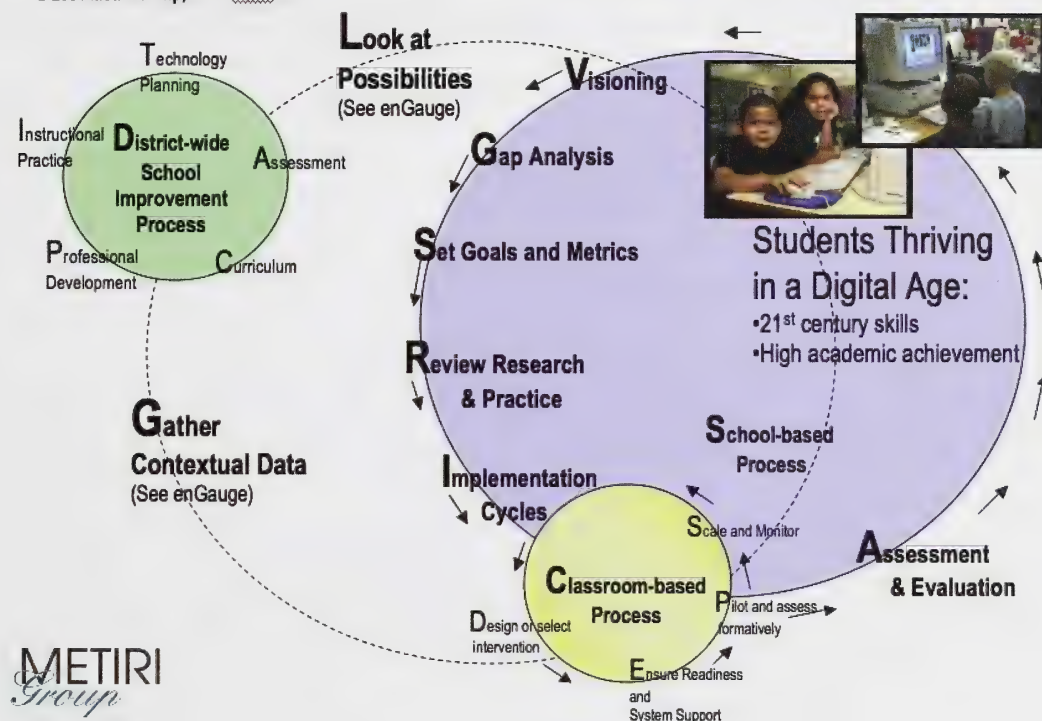 Technology
Planning
Instructional
Practice
District-wide
School
Improvement
Process
Assessment
Professional
Development
Curriculum
Look at
Possibilities
(See enGauge)
Visioning
Gap Analysis
Set Goals and Metrics
Review Research
& Practice
Implementation
Cycles
Students Thriving
in a Digital Age:
•21st century skills
•High academic achievement
Gather
Contextual Data
(See enGauge)
School-based
Process
Scale and Monitor
Classroom-based
Process
Design or select
intervention
Pilot and assess
formatively
Ensure Readiness
and
System Support
Assessment
& Evaluation
METIRI
Group